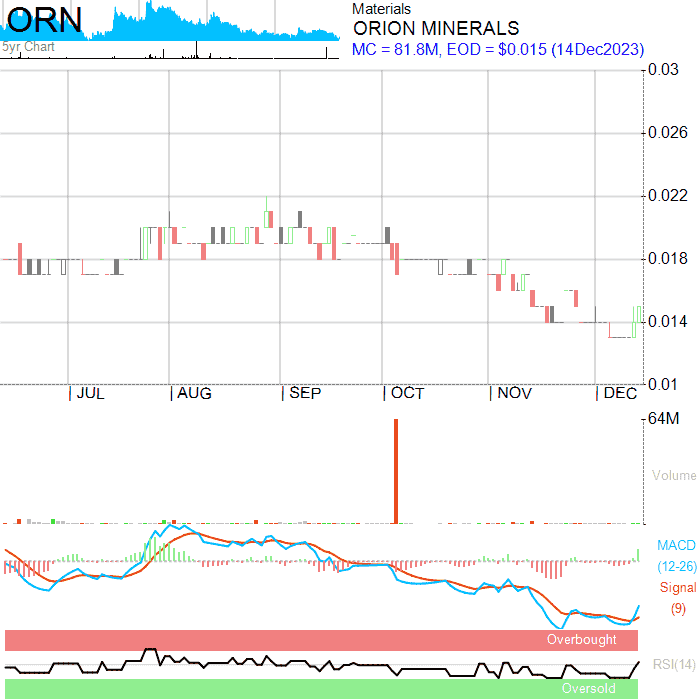 ORN
5yr Chart
Materials
ORION MINERALS
MC = 81.8M, EOD = $0.015 (14Dec2023)
0.03
0.026
0.022
0.018
0.014
0.01
JUL AUG SEP OCT NOV DEC
64M
Volume
MACD
(12-26)
Signal
(9)
Overbought
RSI(14)
Oversold